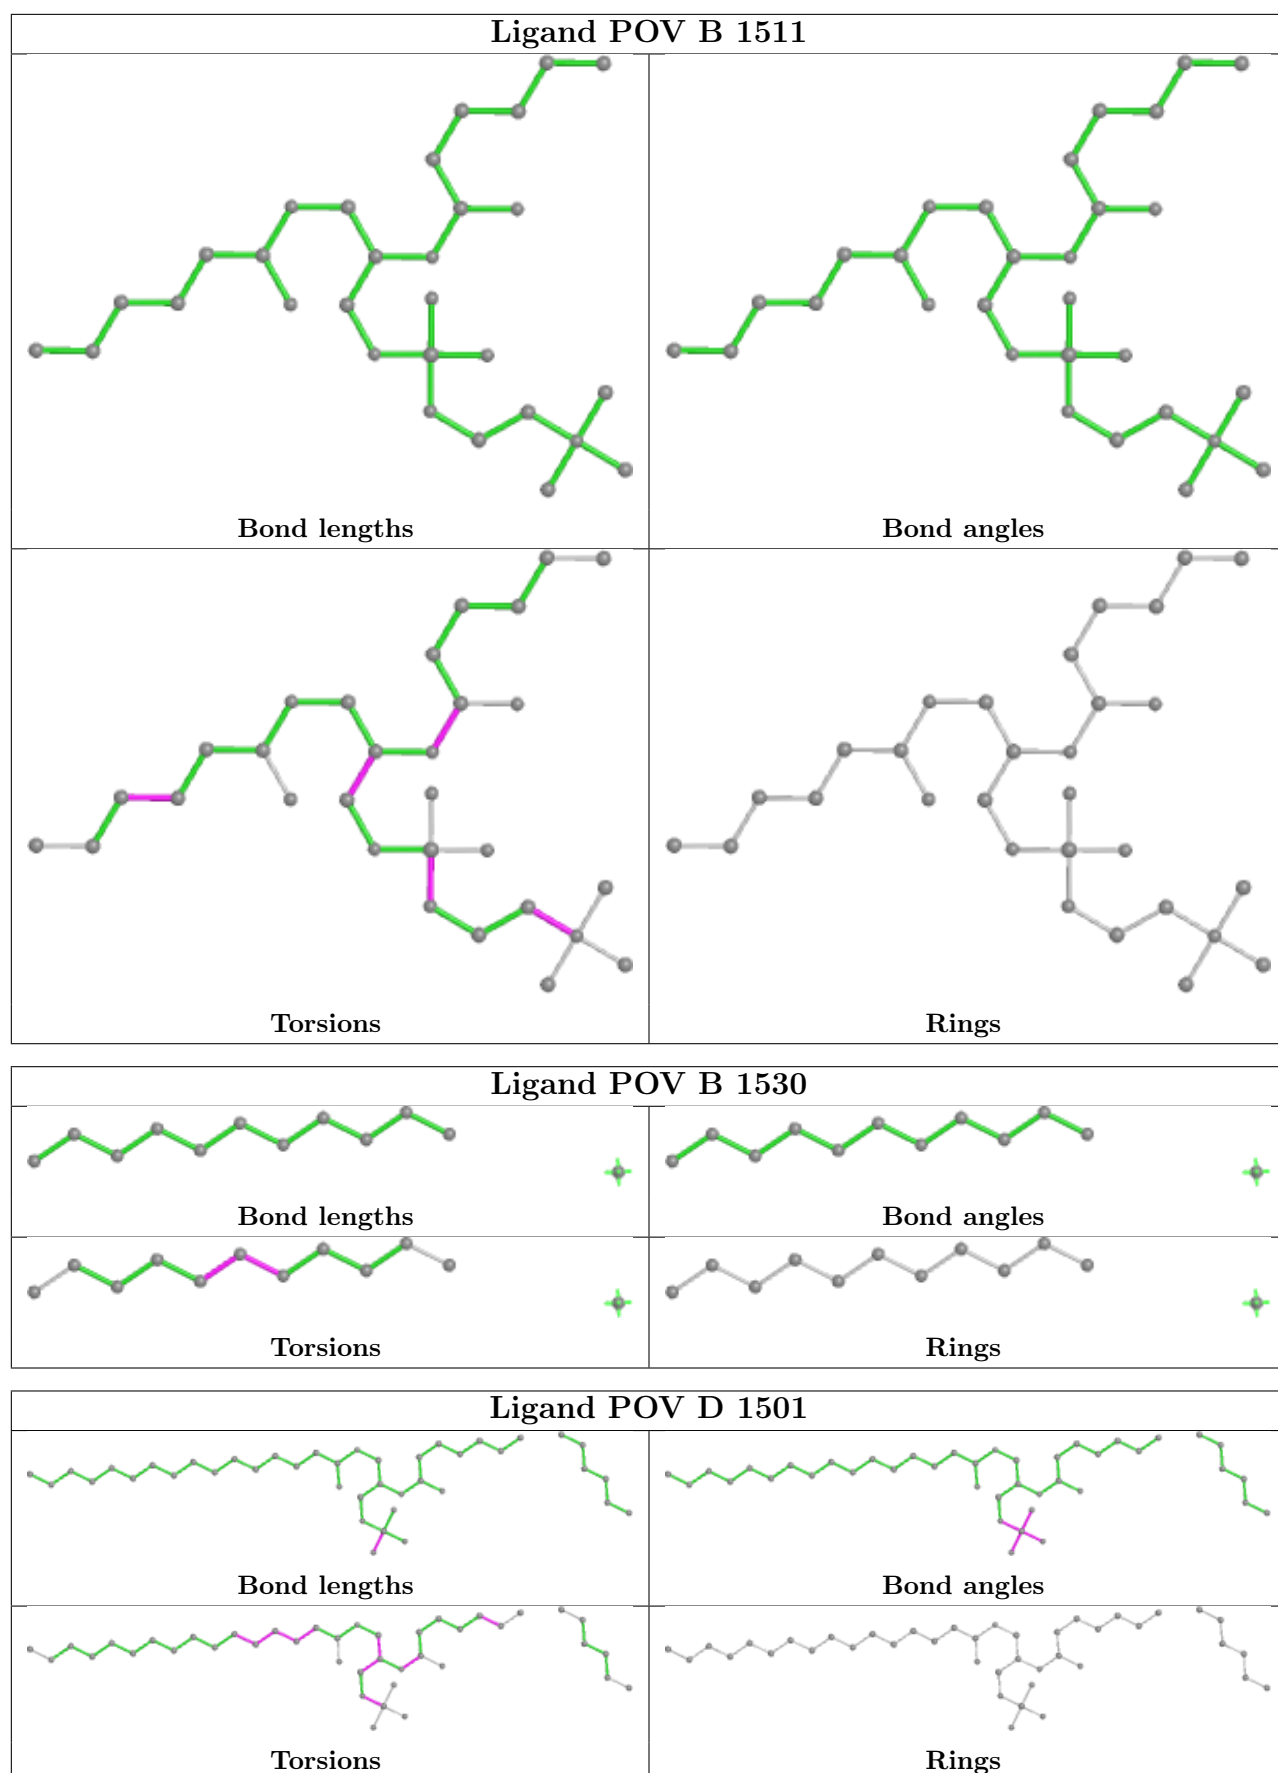 Ligand POV B 1511
Bond lengths
Bond angles
Torsions
Rings
Ligand POV B 1530
Bond lengths
Bond angles
Torsions
Rings
Ligand POV D 1501
Bond lengths
Bond angles
Torsions
Rings